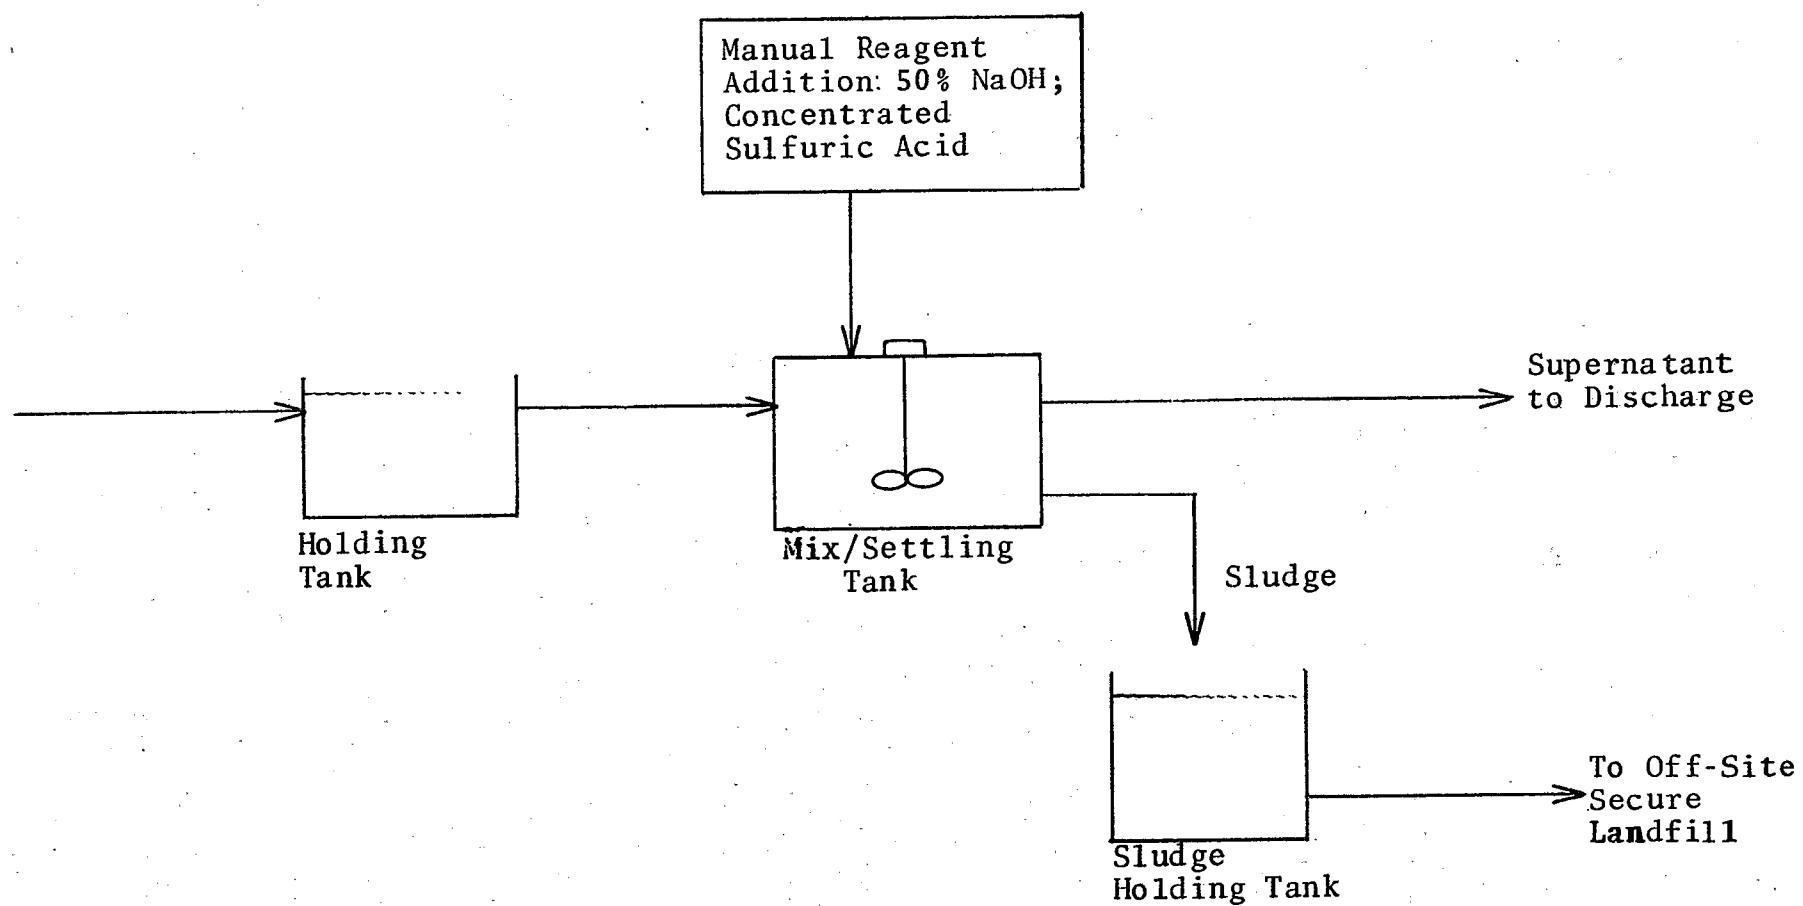 Manual Reagent
Addition: 50% NaOH;
Concentrated
Sulfuric Acid
Supernatant
to Discharge
Holding
Tank
Mix/Settling
Tank
Sludge
To Off-Site
Secure
Landfill
Sludge
Holding Tank